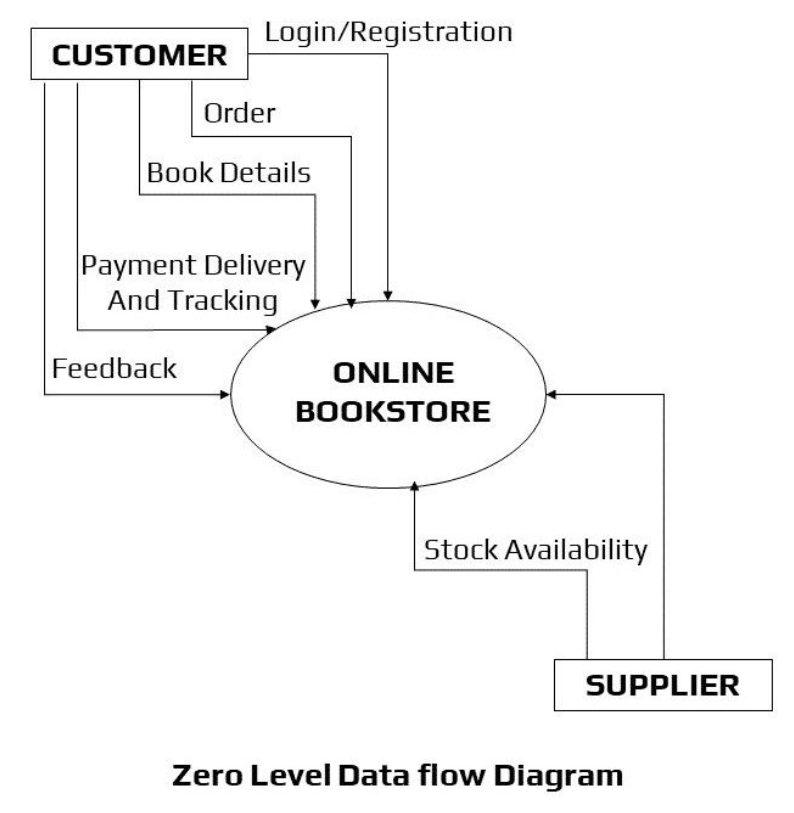 Login/Registration
CUSTOMER
Order
Book Details
Payment Delivery
And Tracking
Feedback
ONLINE
BOOKSTORE
Stock Availability
SUPPLIER
Zero Level Data flow Diagram